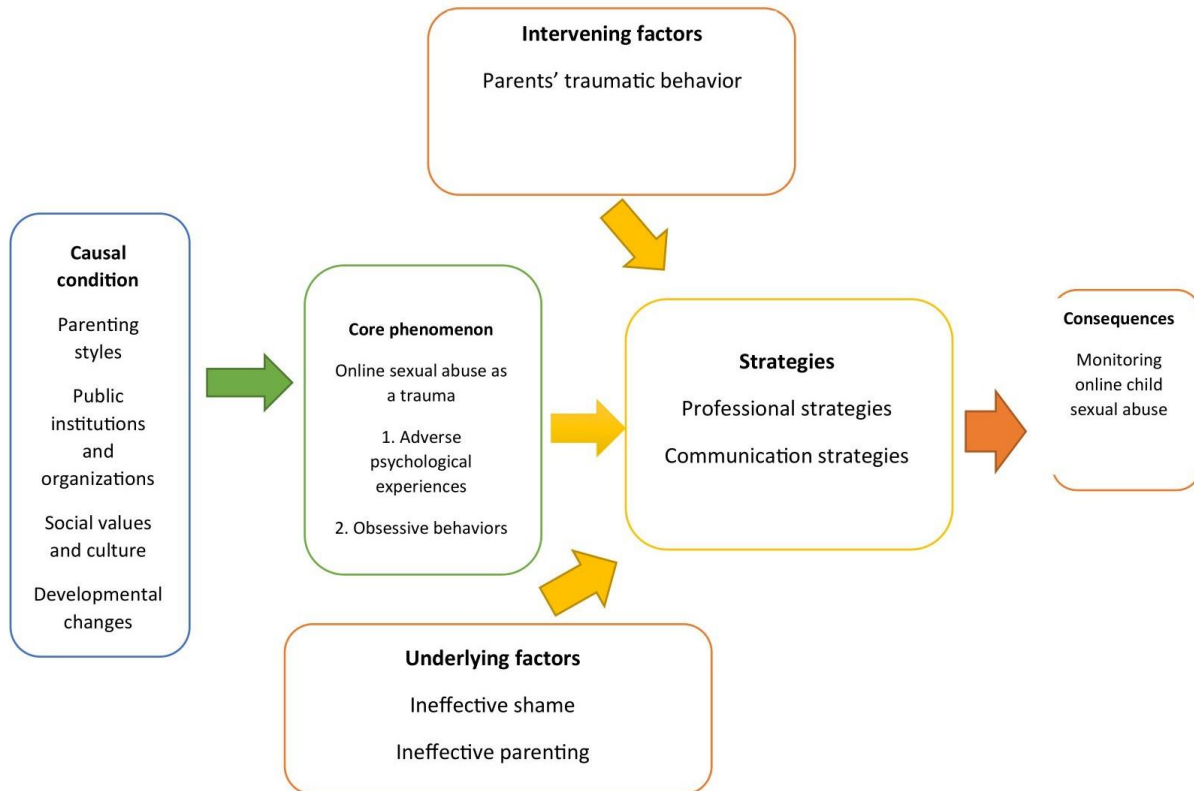 Intervening factors
Parents’ traumatic behavior
Causal
condition
Parenting
styles
Public
institutions
and
organizations
Social values
and culture
Developmental
changes
Core phenomenon
Online sexual abuse as
a trauma
1. Adverse
psychological
experiences
2. Obsessive behaviors
Strategies
Professional strategies
Communication strategies
Consequences
Monitoring
online child
sexual abuse
Underlying factors
Ineffective shame
Ineffective parenting